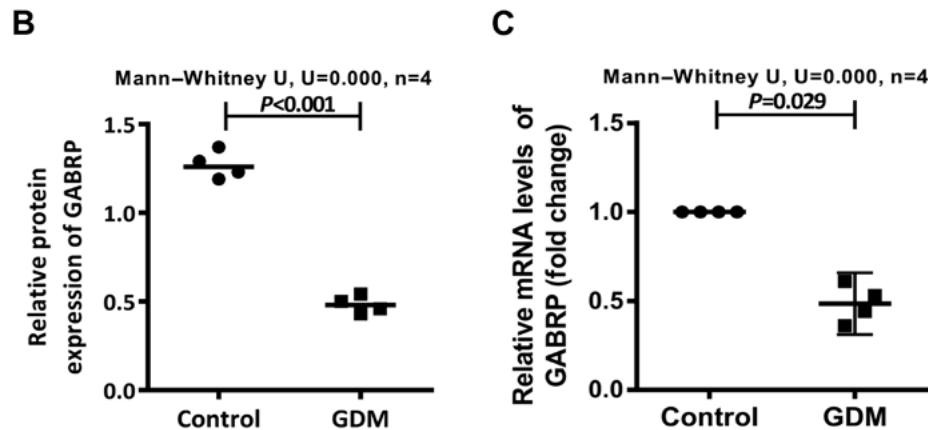 B
Mann–Whitney U, U=0.000, n=4
P<0.001
Relative protein
expression of GABRP
1.5
1.0
0.5
0.0
Control GDM
C
Mann–Whitney U, U=0.000, n=4
P=0.029
Relative mRNA levels of
GABRP (fold change)
1.5
1.0
0.5
0.0
Control GDM